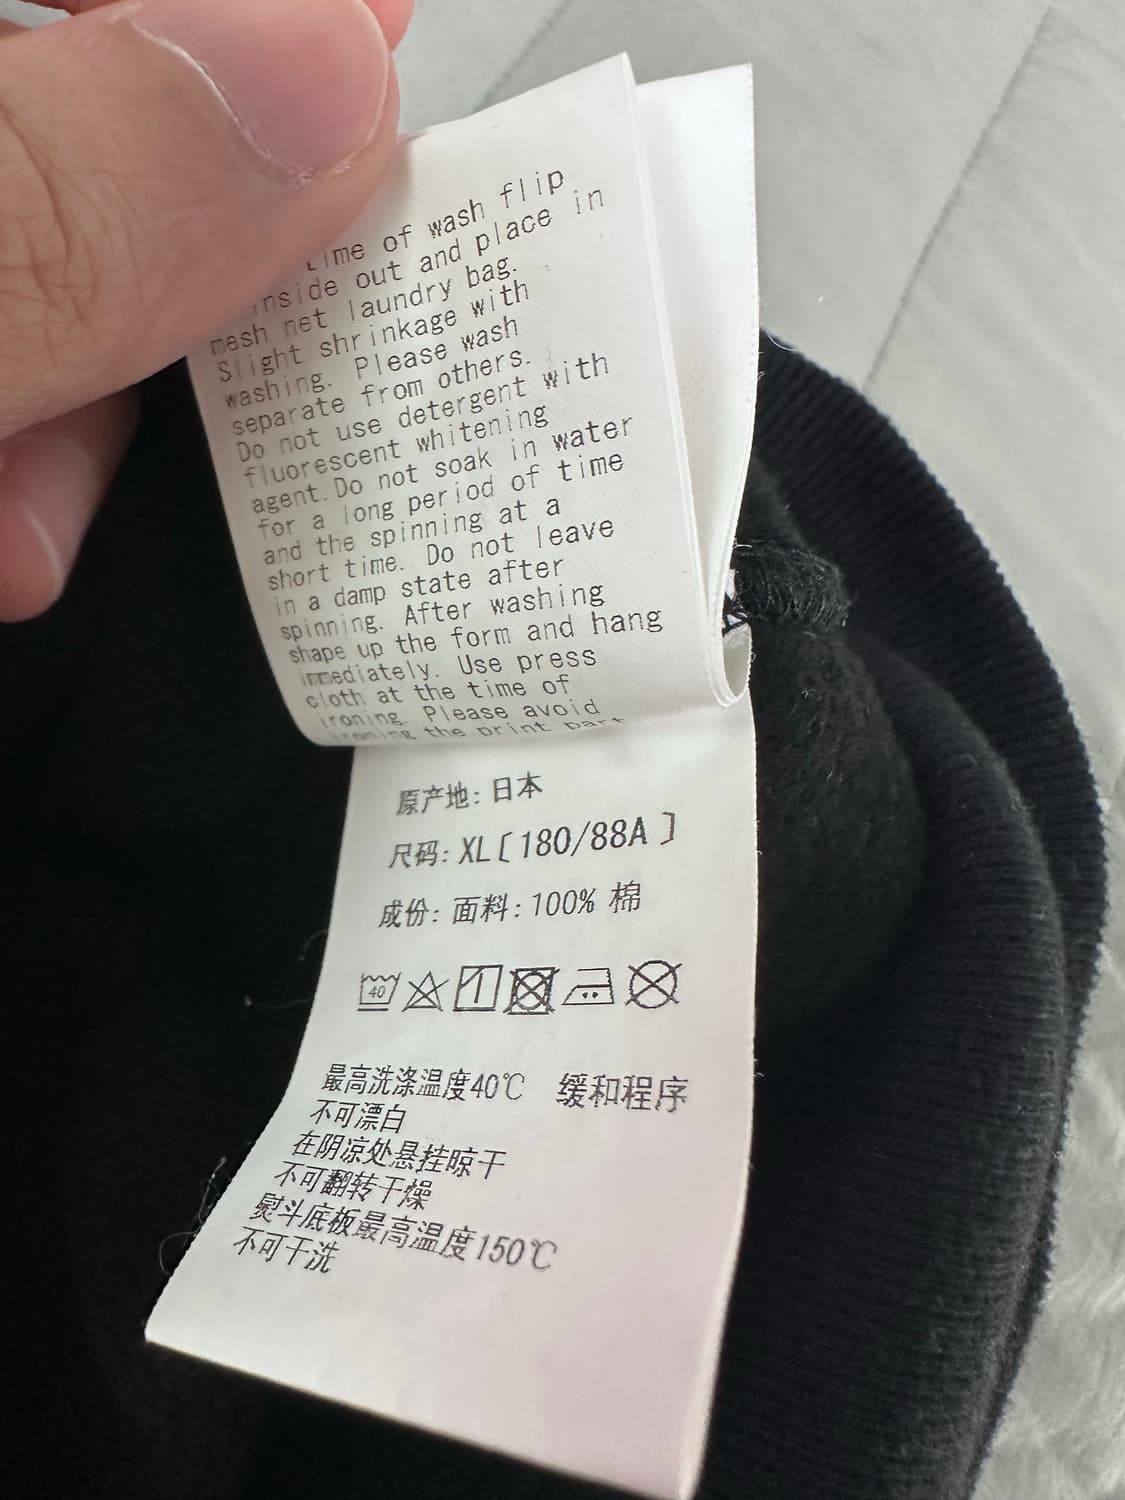 time of wash flip
inside out and place in
mesh net laundry bag.
Slight shrinkage with
washing. Please wash
separate from others.
Do not use detergent with
fluorescent whitening
agent.Do not soak in water
for a long period of time
and the spinning at a
short time. Do not leave
in a damp state after
spinning. After washing
shape up the form and hang
immediately. Use press
cloth at the time of
ironing. Please avoid
ironing the print part
原产地: 日本
尺码: XL〔180/88A〕
成份: 面料: 100% 棉
40
最高洗涤温度40℃ 缓和程序
不可漂白
在阴凉处悬挂晾干
不可翻转干燥
熨斗底板最高温度150℃
不可干洗